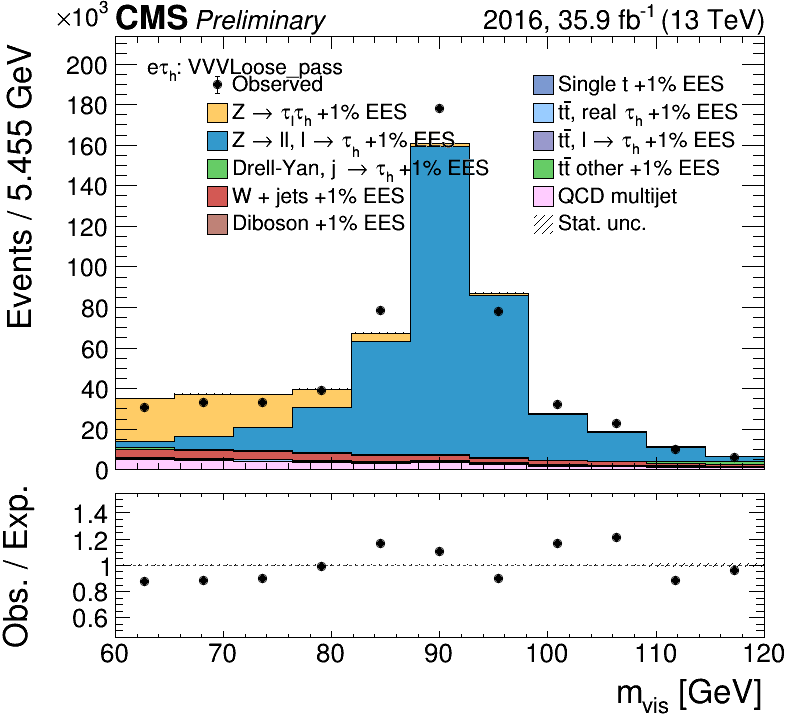 ×10³ CMS Preliminary 2016, 35.9 fb⁻¹ (13 TeV)
eτₕ: VVVLoose_pass
Observed
Z → τₗτₕ +1% EES
Z → ll, l → τₕ +1% EES
Drell-Yan, j → τₕ +1% EES
W + jets +1% EES
Diboson +1% EES
Single t +1% EES
tt̄, real τₕ +1% EES
tt̄, l → τₕ +1% EES
tt̄ other +1% EES
QCD multijet
Stat. unc.
Events / 5.455 GeV
200
180
160
140
120
100
80
60
40
20
0
Obs. / Exp.
1.4
1.2
1
0.8
0.6
60 70 80 90 100 110 120
m_vis [GeV]